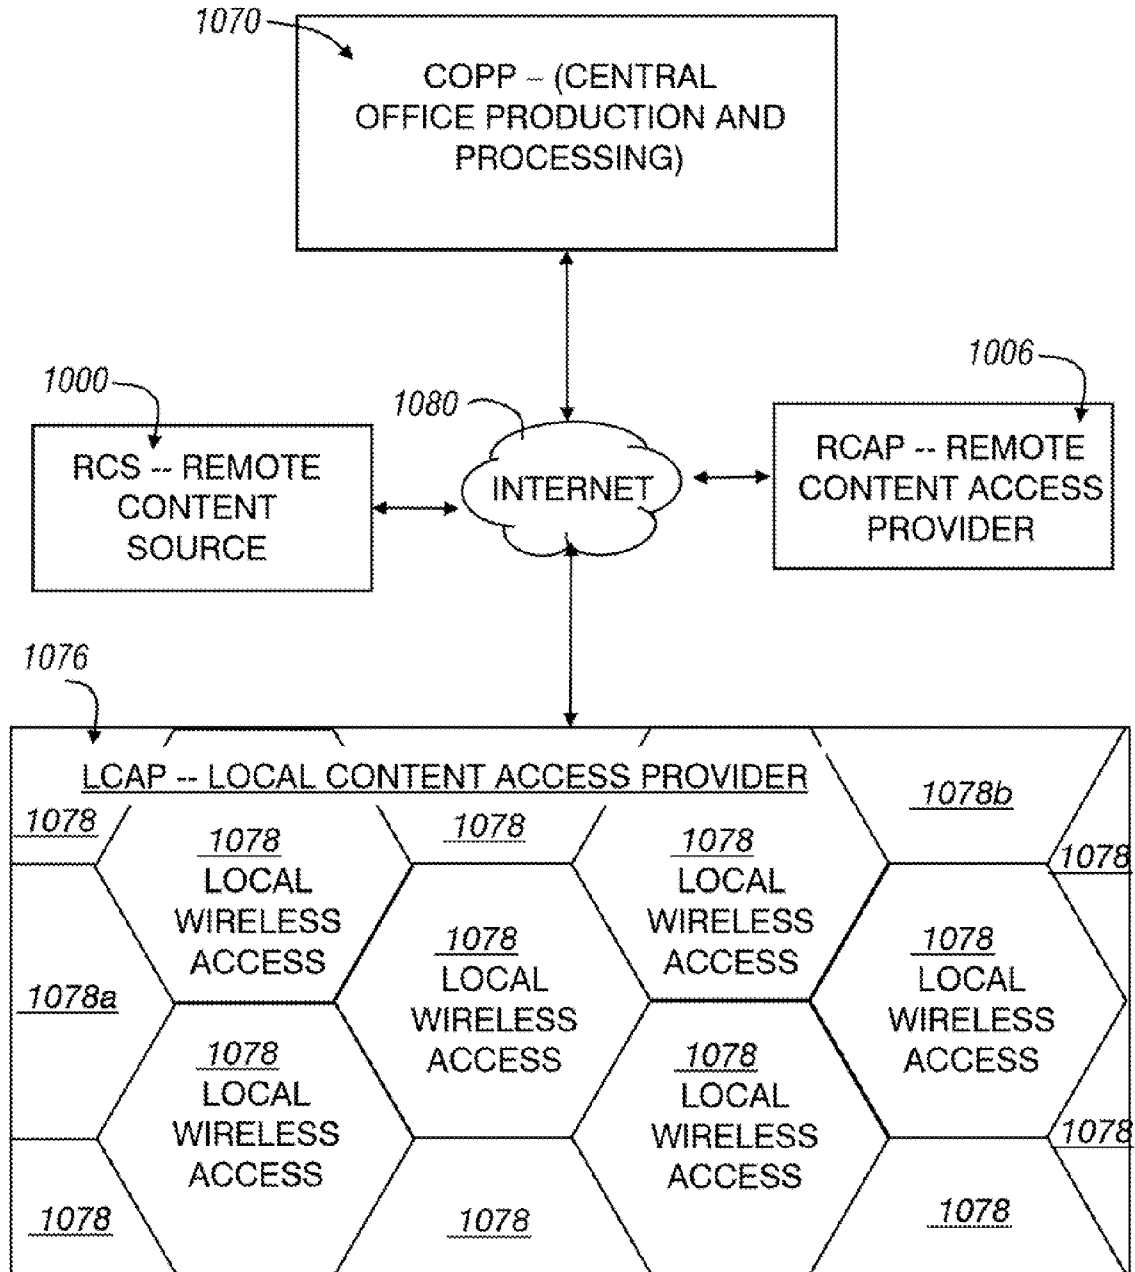 1070
COPP – (CENTRAL
OFFICE PRODUCTION AND
PROCESSING)
1000
1080
1006
RCS -- REMOTE
CONTENT
SOURCE
INTERNET
RCAP -- REMOTE
CONTENT ACCESS
PROVIDER
1076
LCAP -- LOCAL CONTENT ACCESS PROVIDER
1078b
1078
1078
1078
LOCAL
WIRELESS
ACCESS
1078
LOCAL
WIRELESS
ACCESS
1078
1078a
1078
LOCAL
WIRELESS
ACCESS
1078
LOCAL
WIRELESS
ACCESS
1078
LOCAL
WIRELESS
ACCESS
1078
LOCAL
WIRELESS
ACCESS
1078
1078
1078
1078